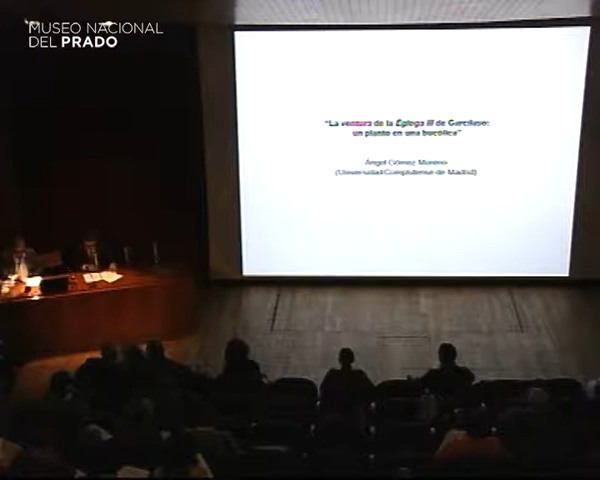 MUSEO NACIONAL
DEL PRADO
"La ventura de la Égloga III de Garcilaso:
un planto en una bucólica"
Ángel Gómez Moreno
(Universidad Complutense de Madrid)